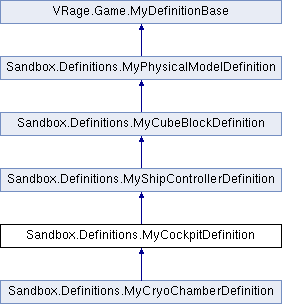 VRage.Game.MyDefinitionBase
Sandbox.Definitions.MyPhysicalModelDefinition
Sandbox.Definitions.MyCubeBlockDefinition
Sandbox.Definitions.MyShipControllerDefinition
Sandbox.Definitions.MyCockpitDefinition
Sandbox.Definitions.MyCryoChamberDefinition